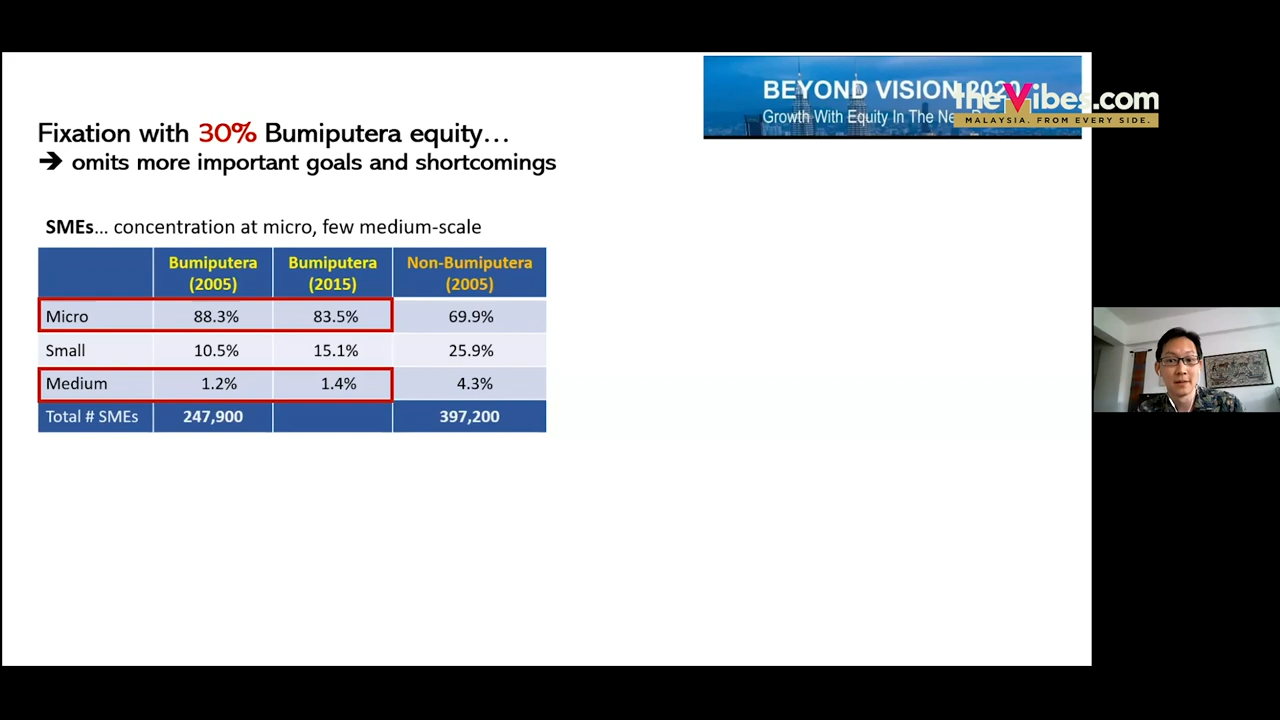 BEYOND VISION 2020
Growth With Equity In The New
theVibes.com
MALAYSIA. FROM EVERY SIDE.
Fixation with 30% Bumiputera equity...
➔ omits more important goals and shortcomings
SMEs... concentration at micro, few medium-scale
Bumiputera (2005) Bumiputera (2015) Non-Bumiputera (2005)
Micro 88.3% 83.5% 69.9%
Small 10.5% 15.1% 25.9%
Medium 1.2% 1.4% 4.3%
Total # SMEs 247,900 397,200